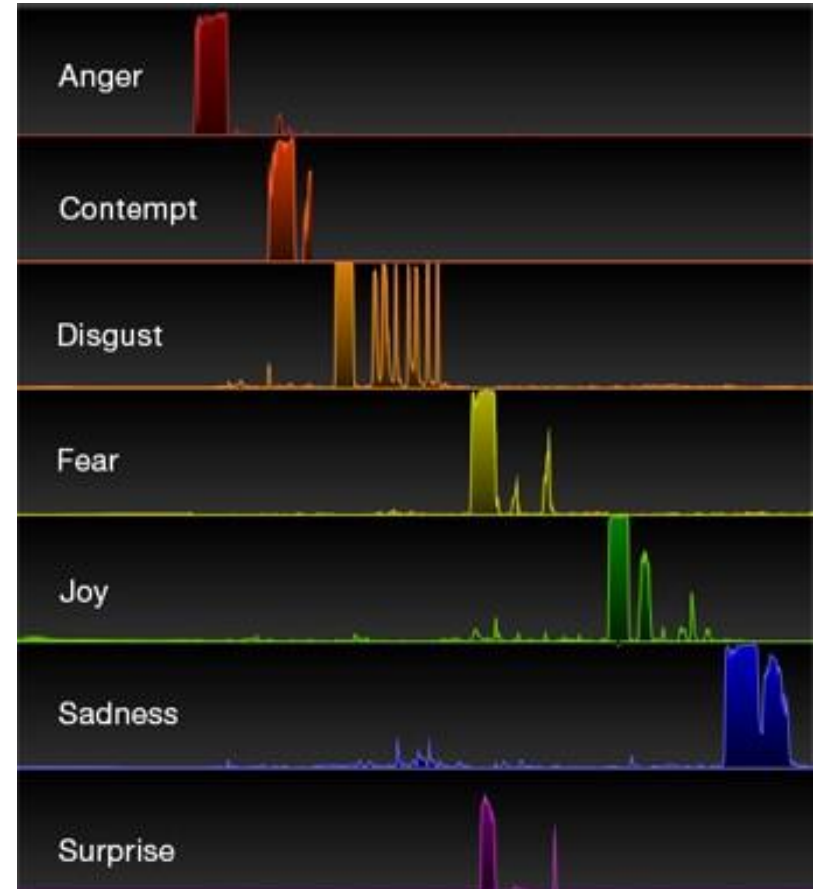 Anger
Contempt
Disgust
Fear
Joy
Sadness
Surprise